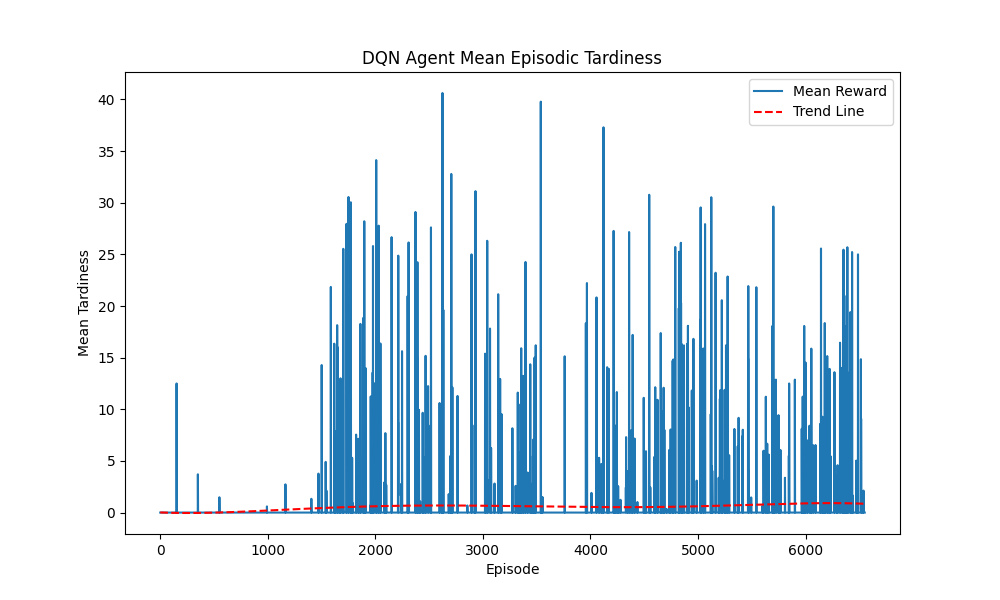 DQN Agent Mean Episodic Tardiness
Mean Reward
Trend Line
40
35
30
25
20
15
10
5
0
Mean Tardiness
0 1000 2000 3000 4000 5000 6000
Episode